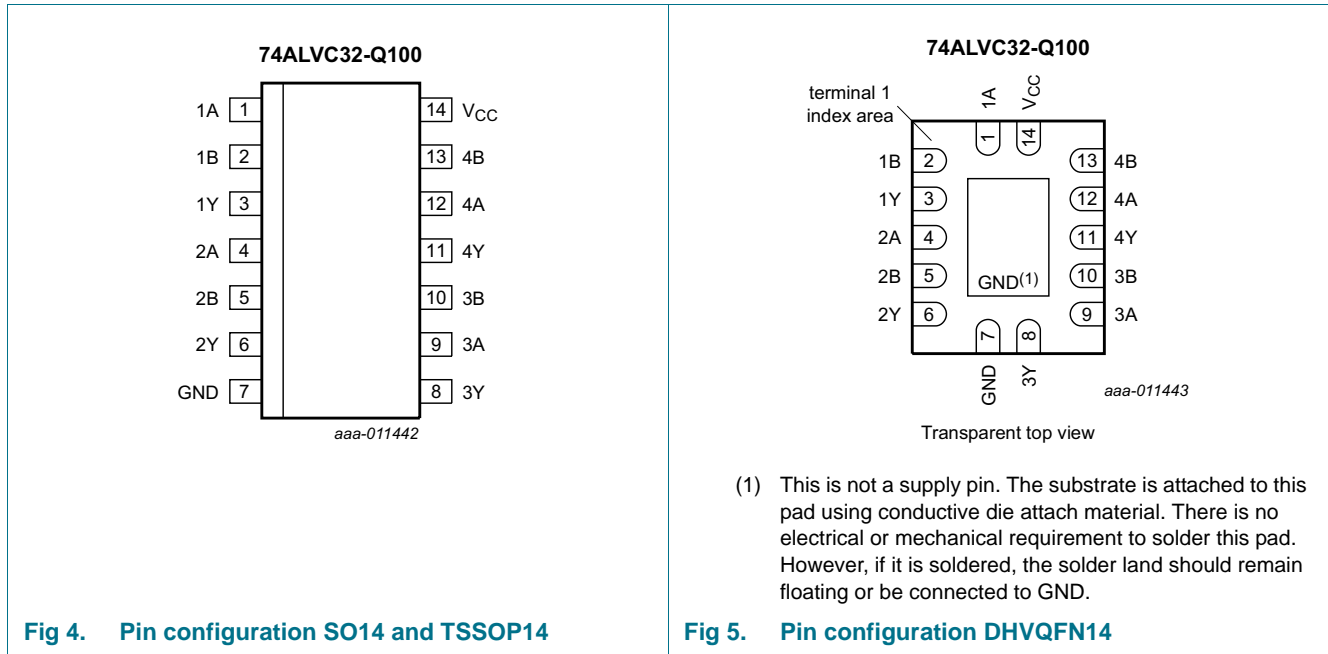 74ALVC32-Q100
1A 1 14 VCC
1B 2 13 4B
1Y 3 12 4A
2A 4 11 4Y
2B 5 10 3B
2Y 6 9 3A
GND 7 8 3Y
aaa-011442
Fig 4. Pin configuration SO14 and TSSOP14
74ALVC32-Q100
terminal 1
index area
1A VCC
1 14
1B 2 13 4B
1Y 3 12 4A
2A 4 11 4Y
2B 5 10 3B
GND(1)
2Y 6 9 3A
7 8
GND 3Y
aaa-011443
Transparent top view
(1) This is not a supply pin. The substrate is attached to this
pad using conductive die attach material. There is no
electrical or mechanical requirement to solder this pad.
However, if it is soldered, the solder land should remain
floating or be connected to GND.
Fig 5. Pin configuration DHVQFN14